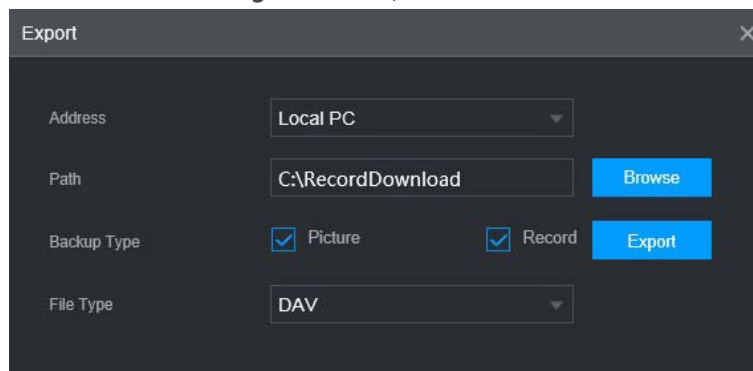 Export
Address Local PC
Path C:\RecordDownload Browse
Backup Type Picture Record Export
File Type DAV